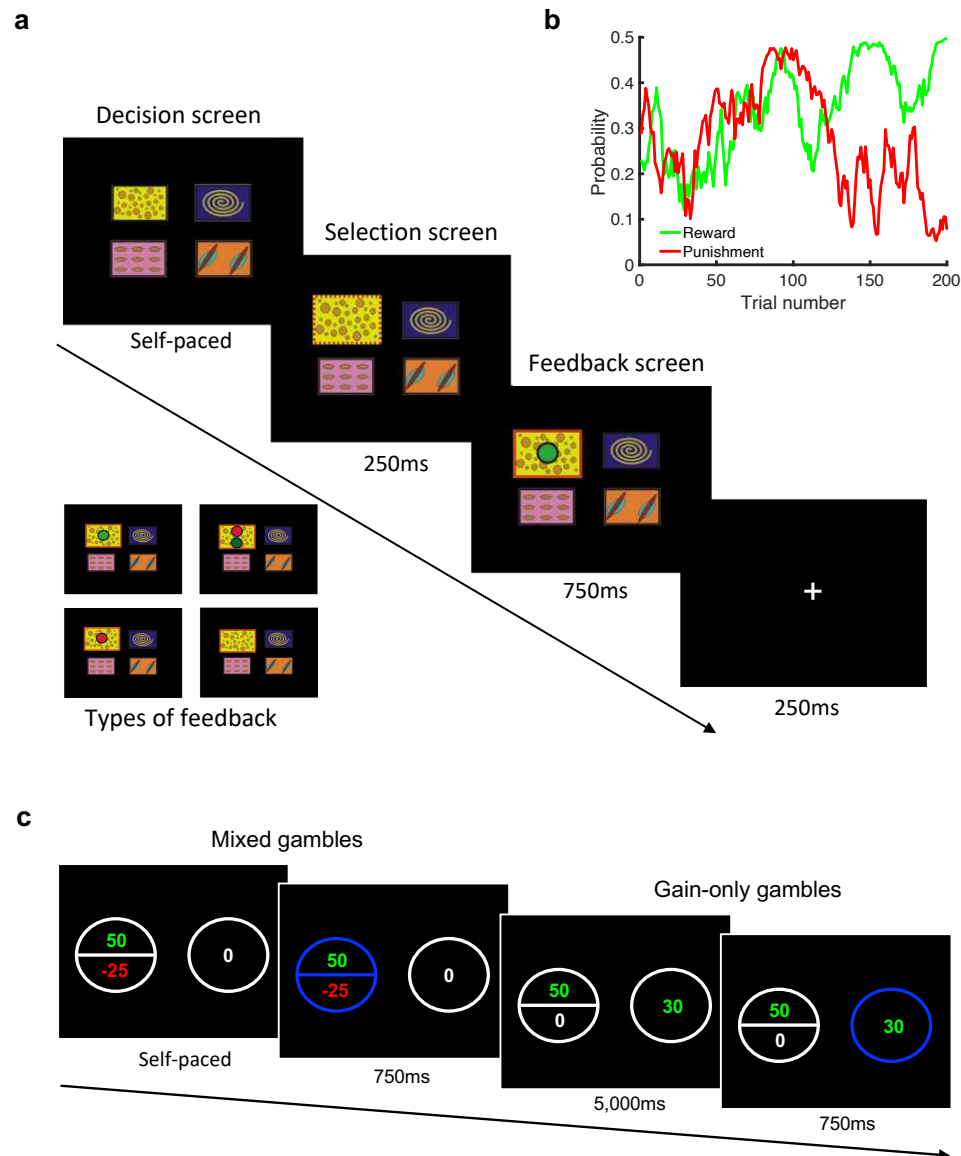 a
Decision screen
Self-paced
Selection screen
250ms
Feedback screen
750ms
+
250ms
Types of feedback
b
Probability
0.5
0.4
0.3
0.2
0.1
0
Reward
Punishment
0 50 100 150 200
Trial number
c
Mixed gambles
50
-25
0
Self-paced
50
-25
0
750ms
Gain-only gambles
50
0
30
5,000ms
50
0
30
750ms